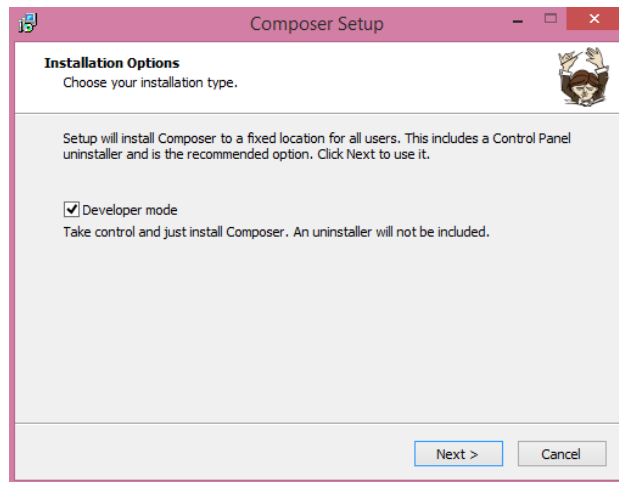 Composer Setup
Installation Options
Choose your installation type.
Setup will install Composer to a fixed location for all users. This includes a Control Panel
uninstaller and is the recommended option. Click Next to use it.
Developer mode
Take control and just install Composer. An uninstaller will not be included.
Next >
Cancel